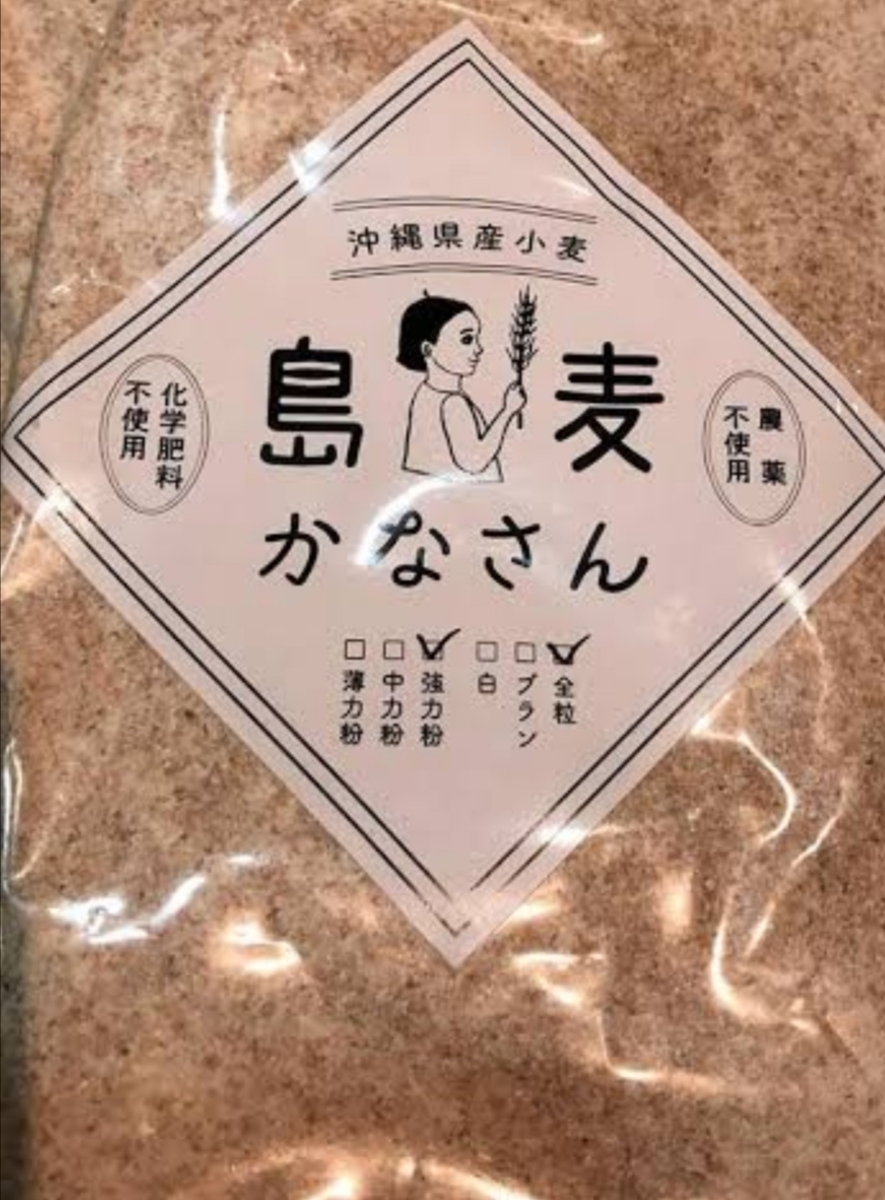 沖縄県産小麦
島麦
かなさん
農薬
不使用
化学肥料
不使用
全粒
ブラン
白
強力粉
中力粉
薄力粉